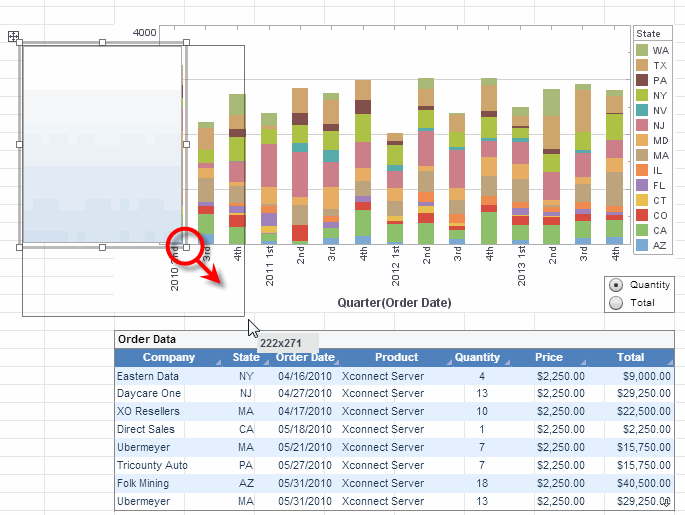 4000
State
WA
TX
PA
NY
NV
NJ
MD
MA
IL
FL
CT
CO
CA
AZ
2010 2nd
3rd
4th
2011 1st
2nd
3rd
4th
2012 1st
2nd
3rd
4th
2013 1st
2nd
3rd
4th
Quarter(Order Date)
Quantity
Total
222x271
Order Data
Company State Order Date Product Quantity Price Total
Eastern Data NY 04/16/2010 Xconnect Server 4 $2,250.00 $9,000.00
Daycare One NJ 04/27/2010 Xconnect Server 13 $2,250.00 $29,250.00
XO Resellers MA 04/17/2010 Xconnect Server 10 $2,250.00 $22,500.00
Direct Sales CA 05/18/2010 Xconnect Server 1 $2,250.00 $2,250.00
Ubermeyer MA 05/21/2010 Xconnect Server 7 $2,250.00 $15,750.00
Tricounty Auto PA 05/27/2010 Xconnect Server 7 $2,250.00 $15,750.00
Folk Mining AZ 05/31/2010 Xconnect Server 18 $2,250.00 $40,500.00
Ubermeyer MA 05/31/2010 Xconnect Server 13 $2,250.00 $29,250.00